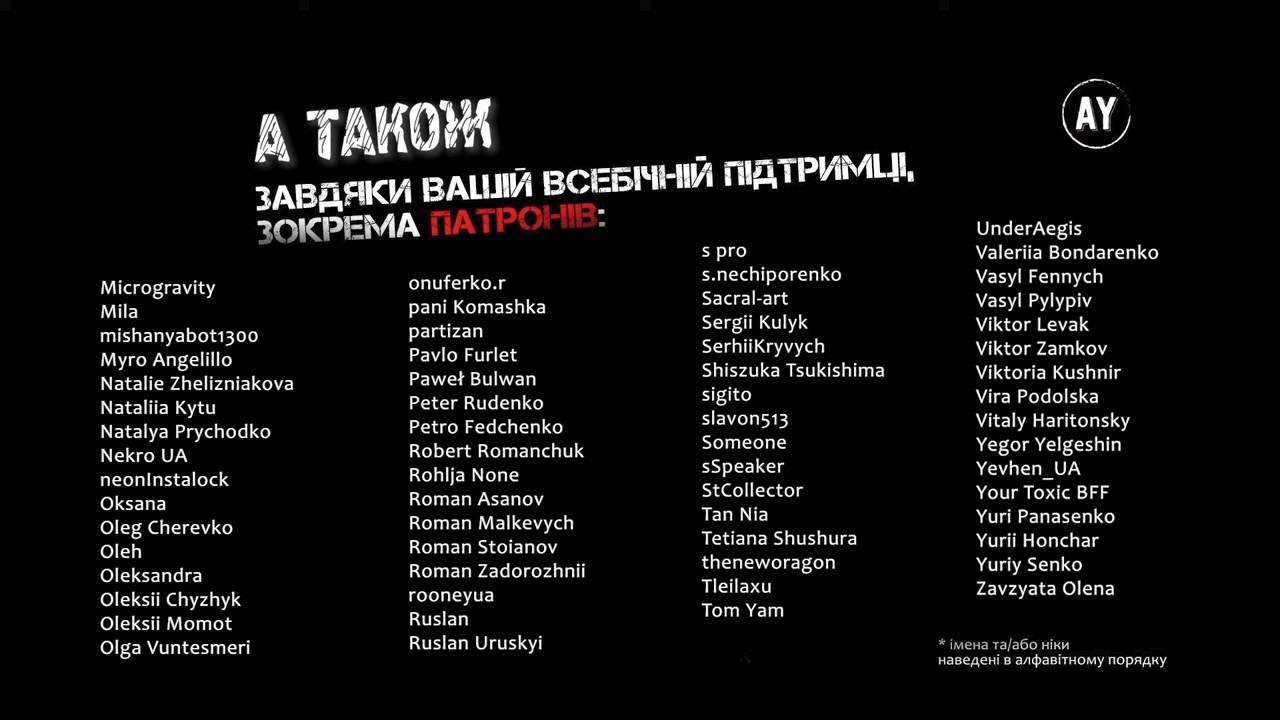 А ТАКОЖ
ЗАВДЯКИ ВАШІЙ ВСЕБІЧНІЙ ПІДТРИМЦІ,
ЗОКРЕМА ПАТРОНІВ:
AY
Microgravity
Mila
mishanyabot1300
Myro Angelillo
Natalie Zhelizniakova
Nataliia Kytu
Natalya Prychodko
Nekro UA
neonInstalock
Oksana
Oleg Cherevko
Oleh
Oleksandra
Oleksii Chyzhyk
Oleksii Momot
Olga Vuntesmeri
onuferko.r
pani Komashka
partizan
Pavlo Furlet
Paweł Bulwan
Peter Rudenko
Petro Fedchenko
Robert Romanchuk
Rohlja None
Roman Asanov
Roman Malkevych
Roman Stoianov
Roman Zadorozhnii
rooneyua
Ruslan
Ruslan Uruskyi
s pro
s.nechiporenko
Sacral-art
Sergii Kulyk
SerhiiKryvych
Shiszuka Tsukishima
sigito
slavon513
Someone
sSpeaker
StCollector
Tan Nia
Tetiana Shushura
theneworagon
Tleilaxu
Tom Yam
UnderAegis
Valeriia Bondarenko
Vasyl Fennych
Vasyl Pylypiv
Viktor Levak
Viktor Zamkov
Viktoria Kushnir
Vira Podolska
Vitaly Haritonsky
Yegor Yelgeshin
Yevhen_UA
Your Toxic BFF
Yuri Panasenko
Yurii Honchar
Yuriy Senko
Zavzyata Olena
* імена та/або ніки
наведені в алфавітному порядку